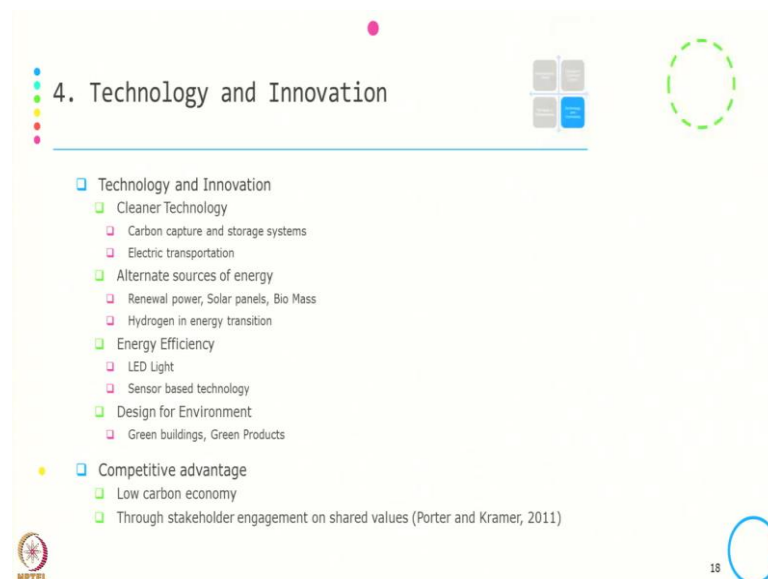 4. Technology and Innovation
Technology and Innovation
Cleaner Technology
Carbon capture and storage systems
Electric transportation
Alternate sources of energy
Renewal power, Solar panels, Bio Mass
Hydrogen in energy transition
Energy Efficiency
LED Light
Sensor based technology
Design for Environment
Green buildings, Green Products
Competitive advantage
Low carbon economy
Through stakeholder engagement on shared values (Porter and Kramer, 2011)
NPTEL
18